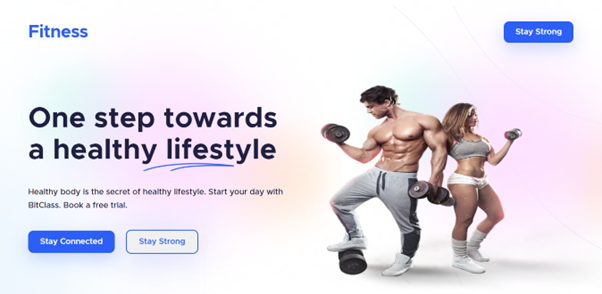 Fitness
Stay Strong
One step towards
a healthy lifestyle
Healthy body is the secret of healthy lifestyle. Start your day with
BitClass. Book a free trial.
Stay Connected
Stay Strong